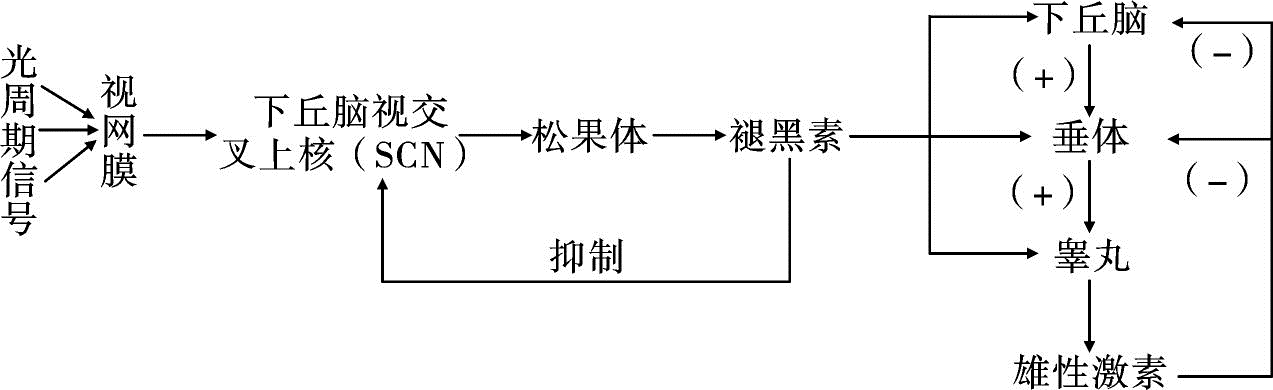 光周期信号
视网膜
下丘脑视交
叉上核（SCN）
松果体
褪黑素
抑制
下丘脑
（+）
（-）
垂体
（+）
（-）
睾丸
雄性激素